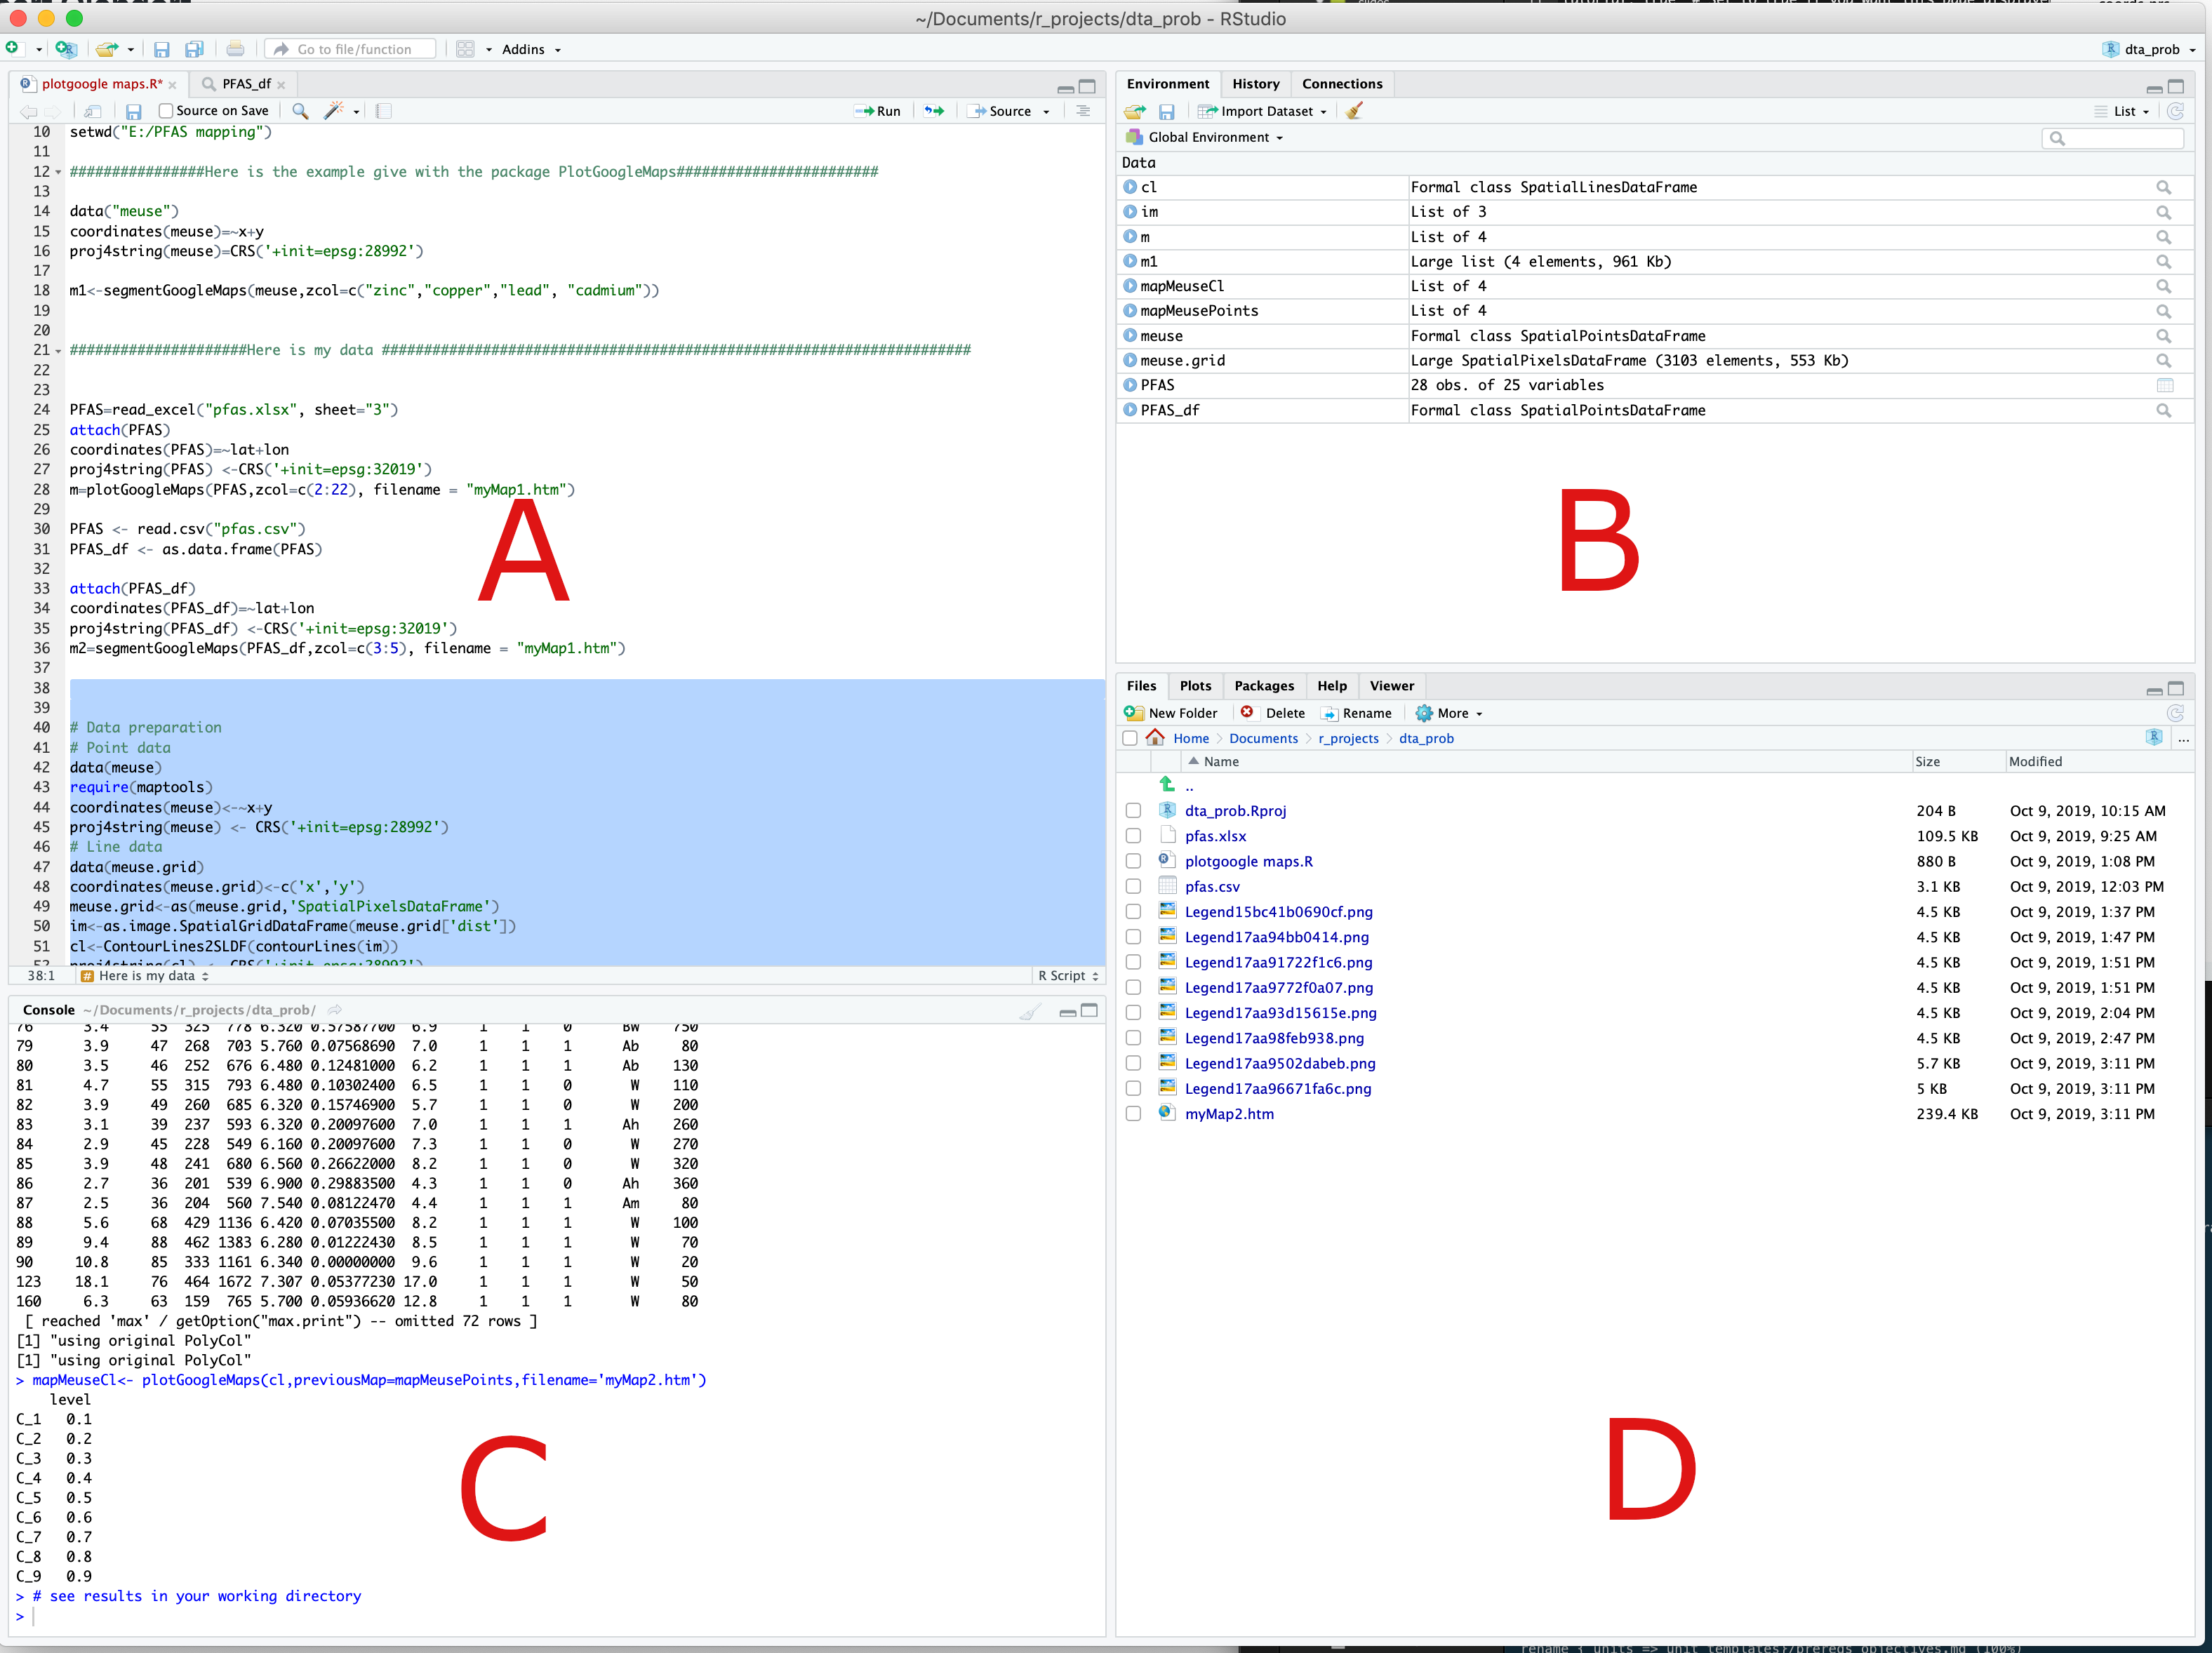 ~/Documents/r_projects/dta_prob - RStudio
Go to file/function
Addins
dta_prob
plotgoogle maps.R*
PFAS_df
Source on Save
Run
Source
10 setwd("E:/PFAS mapping")
11
12 ################Here is the example give with the package PlotGoogleMaps########################
13
14 data("meuse")
15 coordinates(meuse)=~x+y
16 proj4string(meuse)=CRS('+init=epsg:28992')
17
18 m1<-segmentGoogleMaps(meuse,zcol=c("zinc","copper","lead", "cadmium"))
19
20
21 #####################Here is my data ######################################################################
22
23
24 PFAS=read_excel("pfas.xlsx", sheet="3")
25 attach(PFAS)
26 coordinates(PFAS)=~lat+lon
27 proj4string(PFAS) <-CRS('+init=epsg:32019')
28 m=plotGoogleMaps(PFAS,zcol=c(2:22), filename = "myMap1.htm")
29
30 PFAS <- read.csv("pfas.csv")
31 PFAS_df <- as.data.frame(PFAS)
32
33 attach(PFAS_df)
34 coordinates(PFAS_df)=~lat+lon
35 proj4string(PFAS_df) <-CRS('+init=epsg:32019')
36 m2=segmentGoogleMaps(PFAS_df,zcol=c(3:5), filename = "myMap1.htm")
37
38
39
40 # Data preparation
41 # Point data
42 data(meuse)
43 require(maptools)
44 coordinates(meuse)<-~x+y
45 proj4string(meuse) <- CRS('+init=epsg:28992')
46 # Line data
47 data(meuse.grid)
48 coordinates(meuse.grid)<-c('x','y')
49 meuse.grid<-as(meuse.grid,'SpatialPixelsDataFrame')
50 im<-as.image.SpatialGridDataFrame(meuse.grid['dist'])
51 cl<-ContourLines2SLDF(contourLines(im))
52 proj4string(cl) <- CRS('+init=epsg:28992')
A
38:1 # Here is my data R Script
Console ~/Documents/r_projects/dta_prob/
76 3.4 55 325 778 6.320 0.57587700 6.9 1 1 0 BW 750
79 3.9 47 268 703 5.760 0.07568690 7.0 1 1 1 Ab 80
80 3.5 46 252 676 6.480 0.12481000 6.2 1 1 1 Ab 130
81 4.7 55 315 793 6.480 0.10302400 6.5 1 1 0 W 110
82 3.9 49 260 685 6.320 0.15746900 5.7 1 1 0 W 200
83 3.1 39 237 593 6.320 0.20097600 7.0 1 1 1 Ah 260
84 2.9 45 228 549 6.160 0.20097600 7.3 1 1 0 W 270
85 3.9 48 241 680 6.560 0.26622000 8.2 1 1 0 W 320
86 2.7 36 201 539 6.900 0.29883500 4.3 1 1 0 Ah 360
87 2.5 36 204 560 7.540 0.08122470 4.4 1 1 1 Am 80
88 5.6 68 429 1136 6.420 0.07035500 8.2 1 1 1 W 100
89 9.4 88 462 1383 6.280 0.01222430 8.5 1 1 1 W 70
90 10.8 85 333 1161 6.340 0.00000000 9.6 1 1 1 W 20
123 18.1 76 464 1672 7.307 0.05377230 17.0 1 1 1 W 50
160 6.3 63 159 765 5.700 0.05936620 12.8 1 1 1 W 80
[ reached 'max' / getOption("max.print") -- omitted 72 rows ]
[1] "using original PolyCol"
[1] "using original PolyCol"
> mapMeuseCl<- plotGoogleMaps(cl,previousMap=mapMeusePoints,filename='myMap2.htm')
level
C_1 0.1
C_2 0.2
C_3 0.3
C_4 0.4
C_5 0.5
C_6 0.6
C_7 0.7
C_8 0.8
C_9 0.9
> # see results in your working directory
>
C
Environment History Connections
Import Dataset List
Global Environment
Data
cl Formal class SpatialLinesDataFrame
im List of 3
m List of 4
m1 Large list (4 elements, 961 Kb)
mapMeuseCl List of 4
mapMeusePoints List of 4
meuse Formal class SpatialPointsDataFrame
meuse.grid Large SpatialPixelsDataFrame (3103 elements, 553 Kb)
PFAS 28 obs. of 25 variables
PFAS_df Formal class SpatialPointsDataFrame
B
Files Plots Packages Help Viewer
New Folder Delete Rename More
Home Documents r_projects dta_prob ...
Name Size Modified
..
dta_prob.Rproj 204 B Oct 9, 2019, 10:15 AM
pfas.xlsx 109.5 KB Oct 9, 2019, 9:25 AM
plotgoogle maps.R 880 B Oct 9, 2019, 1:08 PM
pfas.csv 3.1 KB Oct 9, 2019, 12:03 PM
Legend15bc41b0690cf.png 4.5 KB Oct 9, 2019, 1:37 PM
Legend17aa94bb0414.png 4.5 KB Oct 9, 2019, 1:47 PM
Legend17aa91722f1c6.png 4.5 KB Oct 9, 2019, 1:51 PM
Legend17aa9772f0a07.png 4.5 KB Oct 9, 2019, 1:51 PM
Legend17aa93d15615e.png 4.5 KB Oct 9, 2019, 2:04 PM
Legend17aa98feb938.png 4.5 KB Oct 9, 2019, 2:47 PM
Legend17aa9502dabeb.png 5.7 KB Oct 9, 2019, 3:11 PM
Legend17aa96671fa6c.png 5 KB Oct 9, 2019, 3:11 PM
myMap2.htm 239.4 KB Oct 9, 2019, 3:11 PM
D